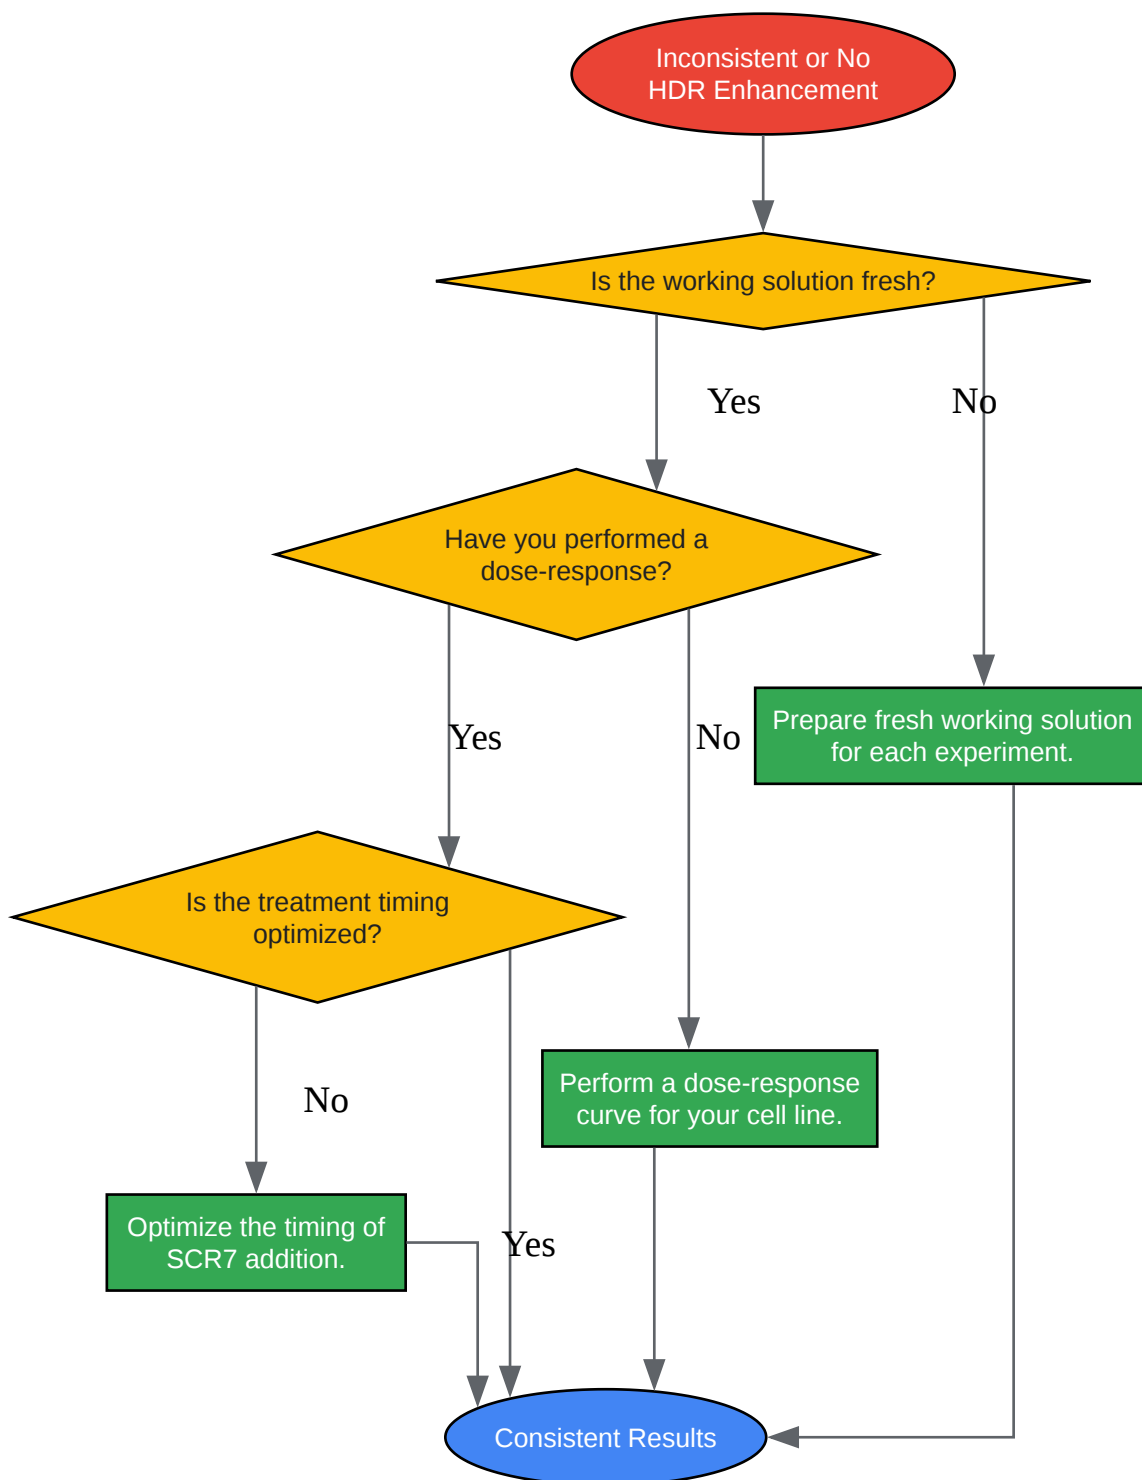 Inconsistent or No
HDR Enhancement
Is the working solution fresh?
Yes
No
Have you performed a
dose-response?
Yes
No
Prepare fresh working solution
for each experiment.
Is the treatment timing
optimized?
No
Yes
Perform a dose-response
curve for your cell line.
Optimize the timing of
SCR7 addition.
Consistent Results